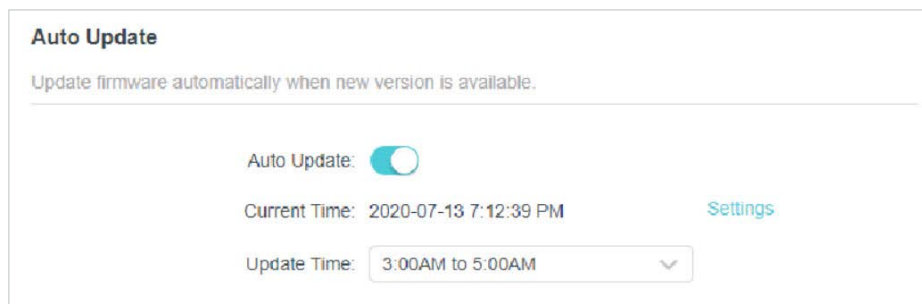 Auto Update
Update firmware automatically when new version is available.
Auto Update:
Current Time: 2020-07-13 7:12:39 PM Settings
Update Time: 3:00AM to 5:00AM